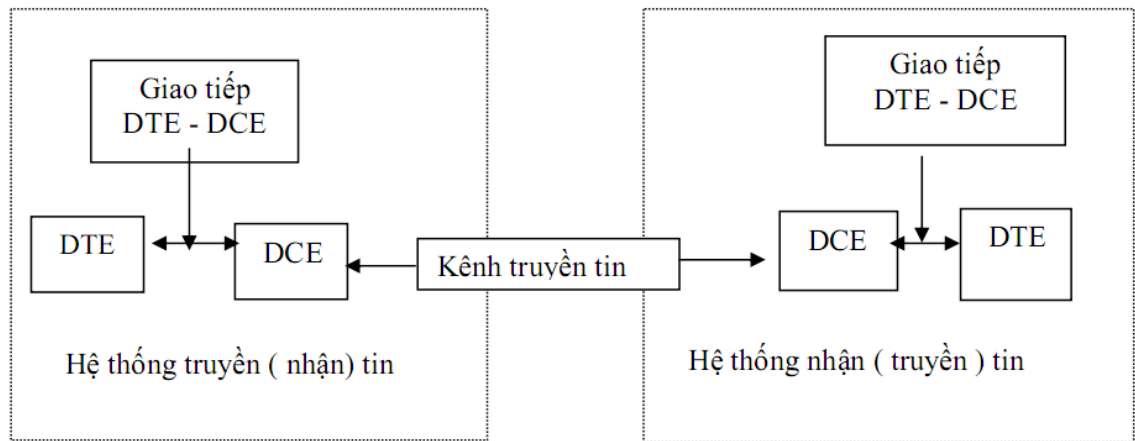 Giao tiếp
DTE - DCE
Giao tiếp
DTE - DCE
DTE
DCE
Kênh truyền tin
DCE
DTE
Hệ thống truyền ( nhận) tin
Hệ thống nhận ( truyền ) tin